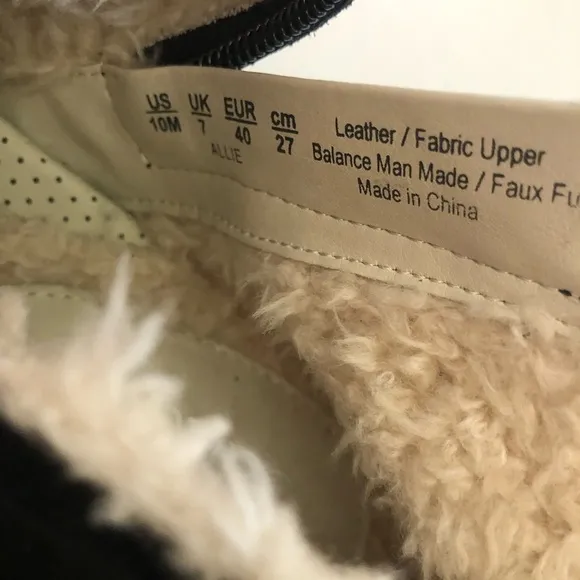 US UK EUR cm
10M 7 40 27
ALLIE
Leather / Fabric Upper
Balance Man Made / Faux Fu
Made in China